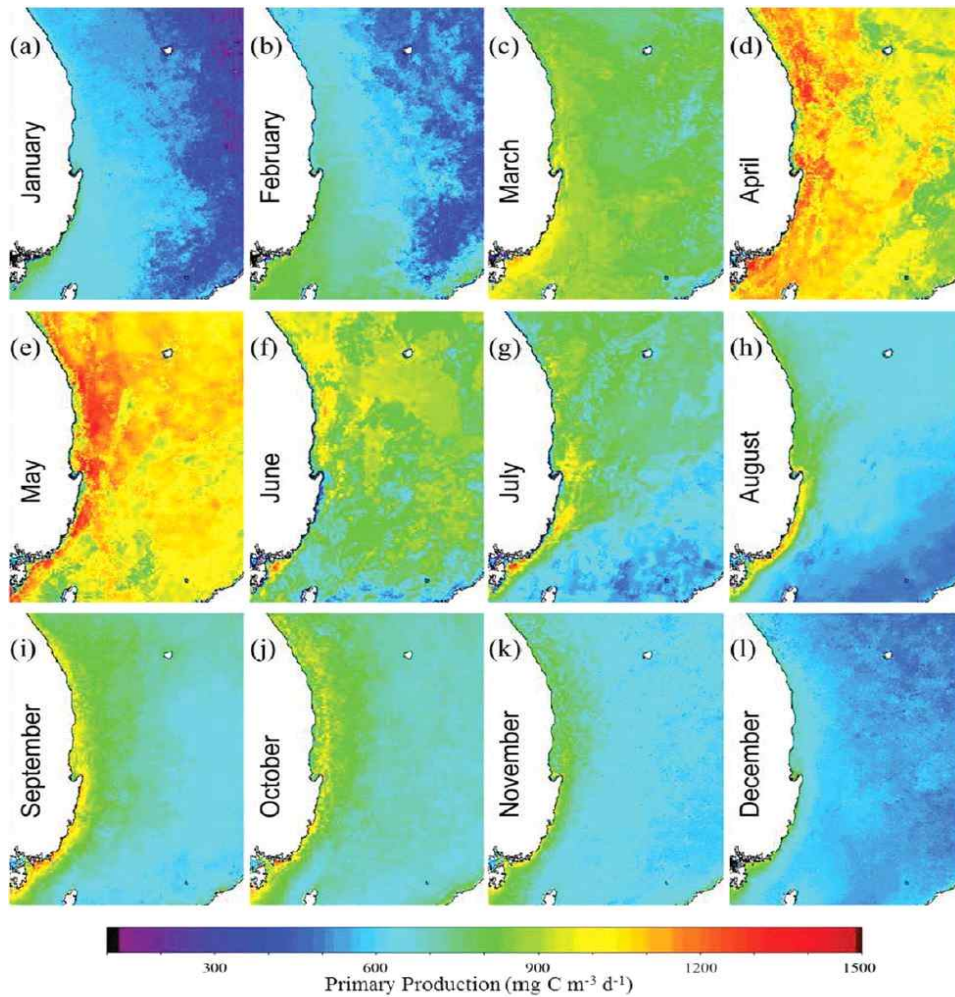 (a) January
(b) February
(c) March
(d) April
(e) May
(f) June
(g) July
(h) August
(i) September
(j) October
(k) November
(l) December
300 600 900 1200 1500
Primary Production (mg C m⁻³ d⁻¹)